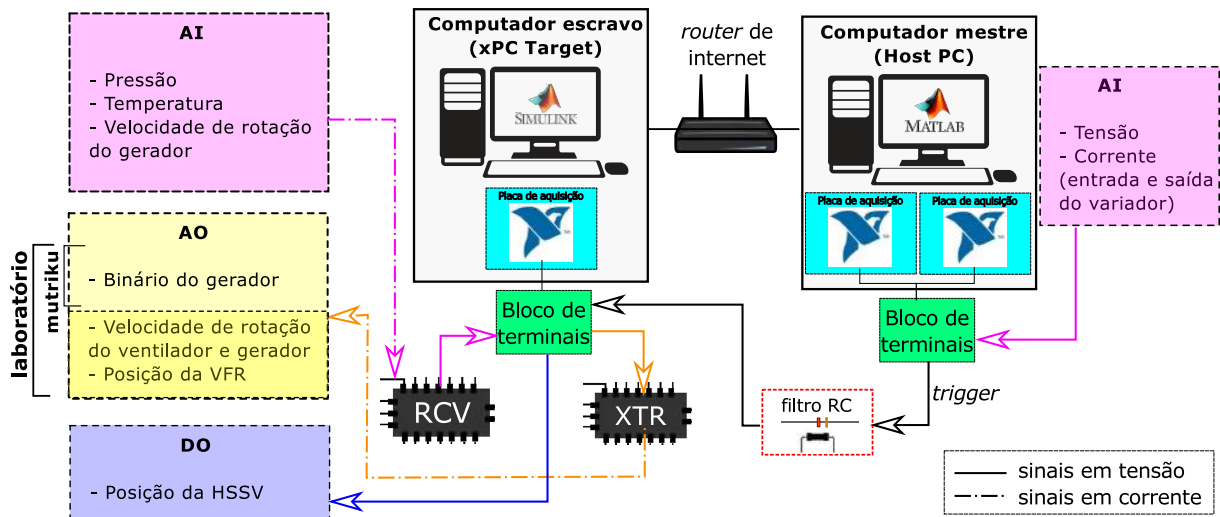 AI
- Pressão
- Temperatura
- Velocidade de rotação
do gerador
AO
- Binário do gerador
- Velocidade de rotação
do ventilador e gerador
- Posição da VFR
laboratório
mutriku
DO
- Posição da HSSV
Computador escravo
(xPC Target)
SIMULINK
Placa de aquisição
Bloco de
terminais
RCV
XTR
router de
internet
Computador mestre
(Host PC)
MATLAB
Placa de aquisição
Placa de aquisição
Bloco de
terminais
trigger
filtro RC
AI
- Tensão
- Corrente
(entrada e saída
do variador)
sinais em tensão
sinais em corrente